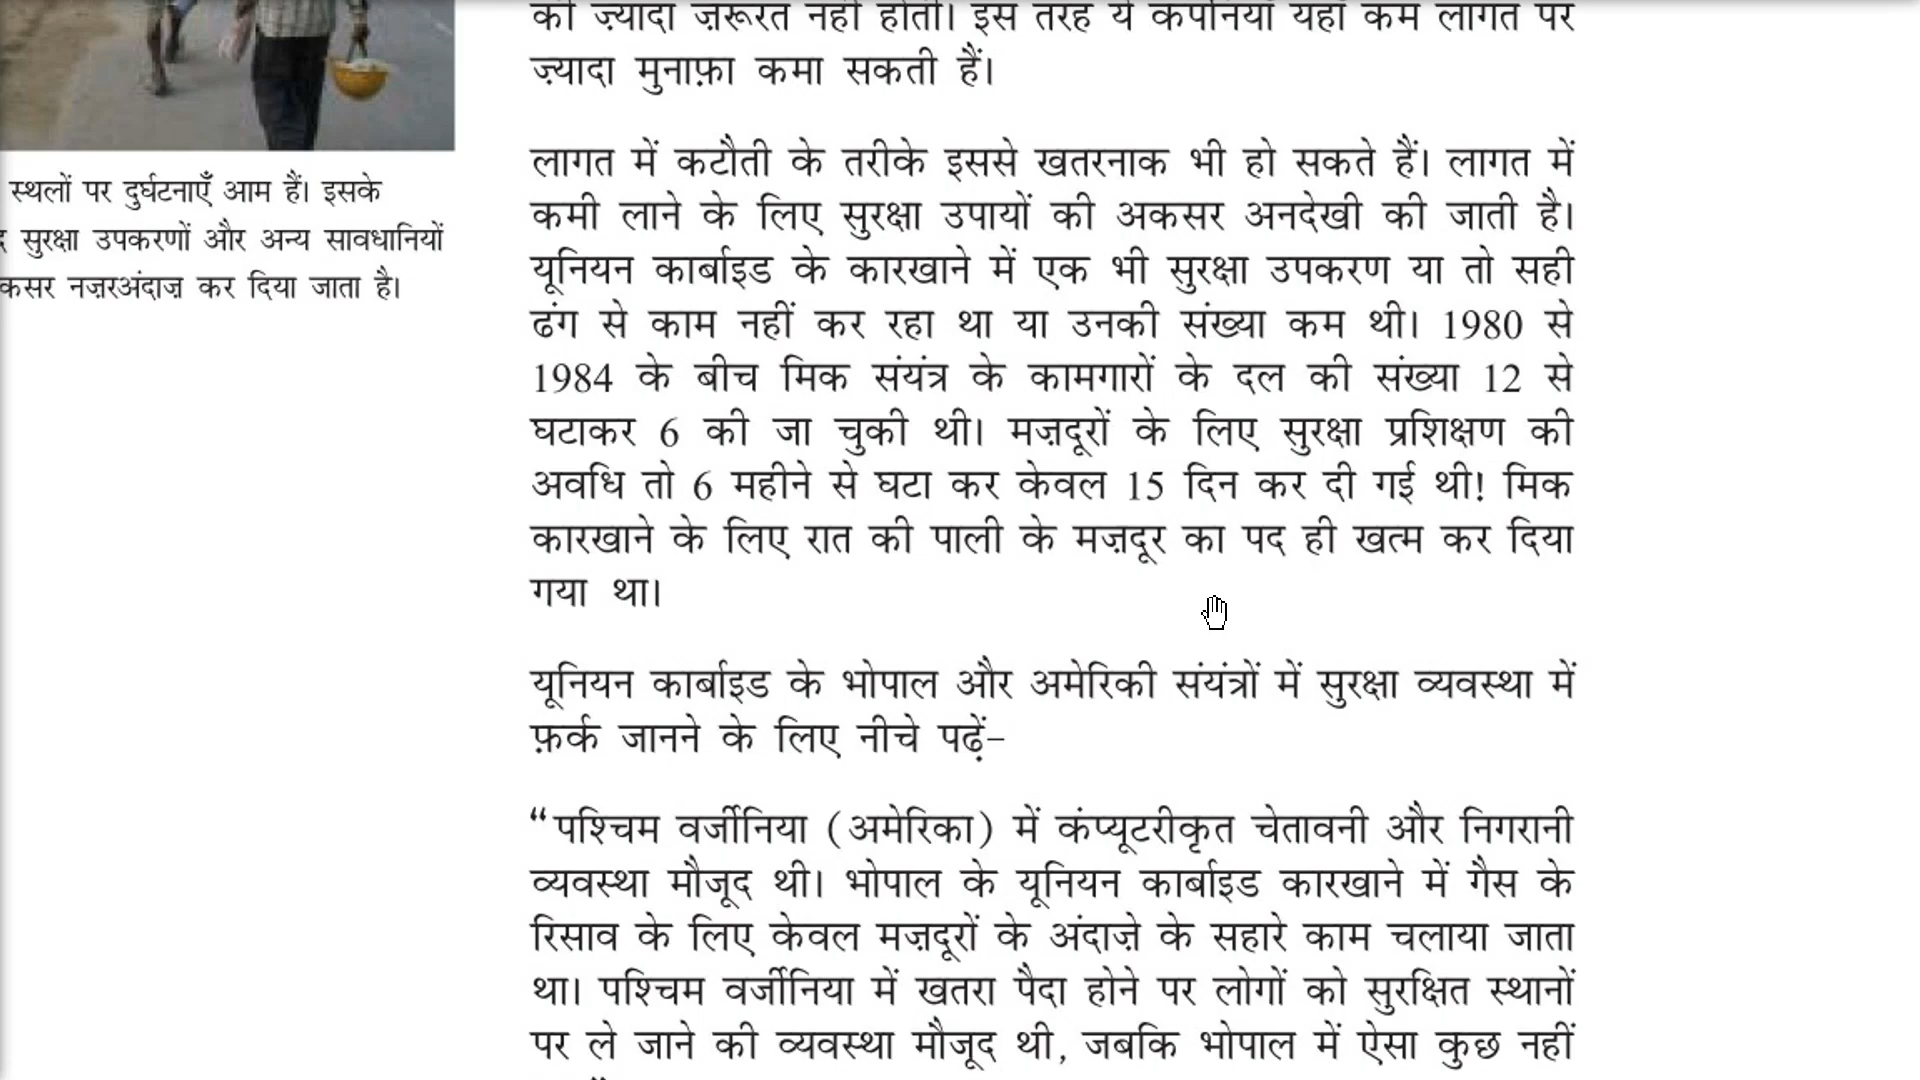 की ज़्यादा ज़रूरत नहीं होती। इस तरह ये कंपनियाँ यहाँ कम लागत पर
ज़्यादा मुनाफ़ा कमा सकती हैं।
लागत में कटौती के तरीके इससे खतरनाक भी हो सकते हैं। लागत में
कमी लाने के लिए सुरक्षा उपायों की अकसर अनदेखी की जाती है।
यूनियन कार्बाइड के कारखाने में एक भी सुरक्षा उपकरण या तो सही
ढंग से काम नहीं कर रहा था या उनकी संख्या कम थी। 1980 से
1984 के बीच मिक संयंत्र के कामगारों के दल की संख्या 12 से
घटाकर 6 की जा चुकी थी। मज़दूरों के लिए सुरक्षा प्रशिक्षण की
अवधि तो 6 महीने से घटा कर केवल 15 दिन कर दी गई थी! मिक
कारखाने के लिए रात की पाली के मज़दूर का पद ही खत्म कर दिया
गया था।
यूनियन कार्बाइड के भोपाल और अमेरिकी संयंत्रों में सुरक्षा व्यवस्था में
फ़र्क जानने के लिए नीचे पढ़ें–
“पश्चिम वर्जीनिया (अमेरिका) में कंप्यूटरीकृत चेतावनी और निगरानी
व्यवस्था मौजूद थी। भोपाल के यूनियन कार्बाइड कारखाने में गैस के
रिसाव के लिए केवल मज़दूरों के अंदाज़े के सहारे काम चलाया जाता
था। पश्चिम वर्जीनिया में खतरा पैदा होने पर लोगों को सुरक्षित स्थानों
पर ले जाने की व्यवस्था मौजूद थी, जबकि भोपाल में ऐसा कुछ नहीं
स्थलों पर दुर्घटनाएँ आम हैं। इसके
सुरक्षा उपकरणों और अन्य सावधानियों
कसर नज़रअंदाज़ कर दिया जाता है।